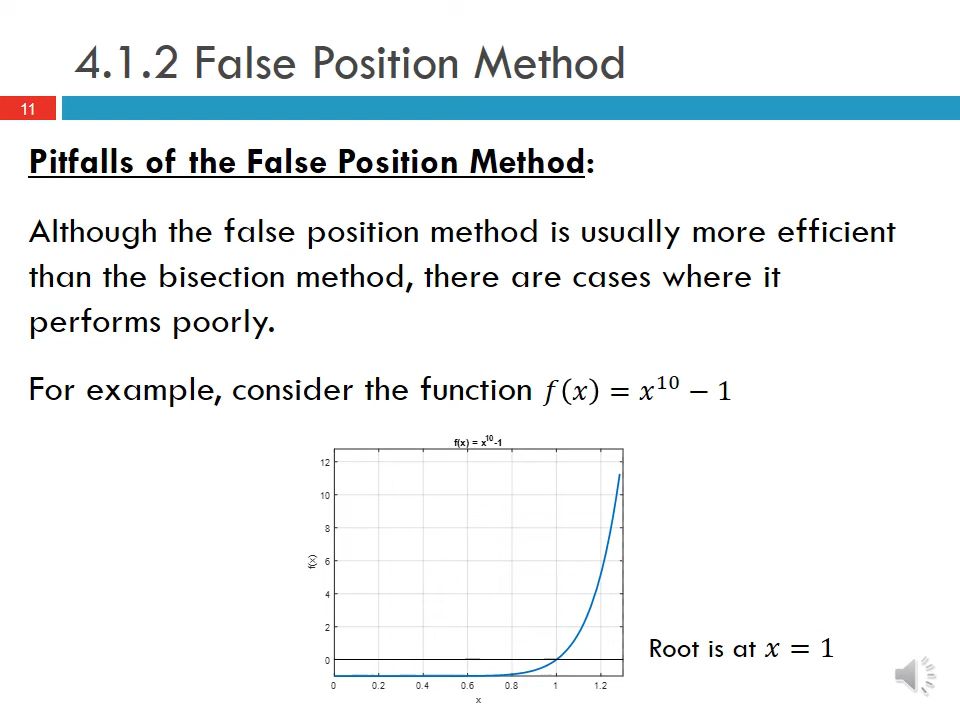 4.1.2 False Position Method
11
Pitfalls of the False Position Method:
Although the false position method is usually more efficient
than the bisection method, there are cases where it
performs poorly.
For example, consider the function f(x) = x¹⁰ − 1
f(x) = x¹⁰-1
12
10
8
6
4
2
0
f(x)
0 0.2 0.4 0.6 0.8 1 1.2
x
Root is at x = 1